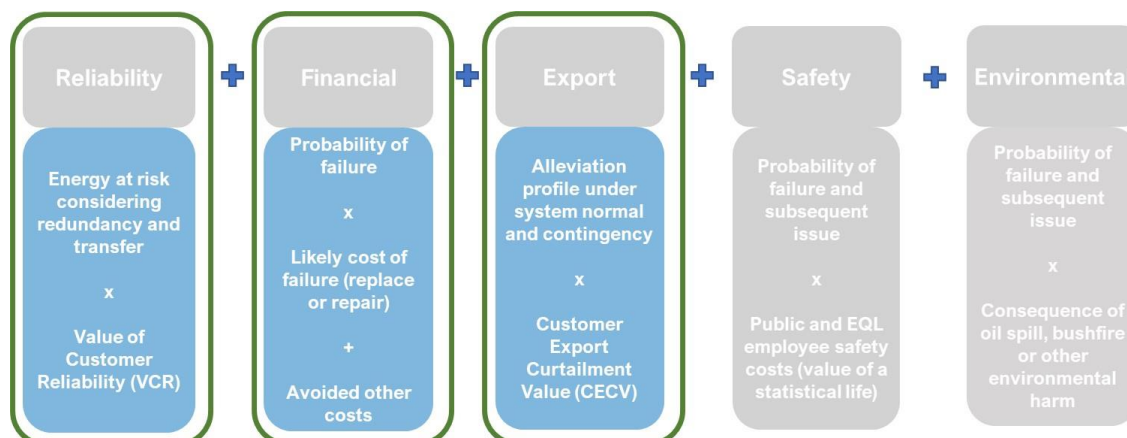 Reliability
Energy at risk
considering
redundancy and
transfer
x
Value of
Customer
Reliability (VCR)
Financial
Probability of
failure
x
Likely cost of
failure (replace
or repair)
+
Avoided other
costs
Export
Alleviation
profile under
system normal
and contingency
x
Customer
Export
Curtailment
Value (CECV)
Safety
Probability of
failure and
subsequent
issue
x
Public and EQL
employee safety
costs (value of a
statistical life)
Environmenta
Probability of
failure and
subsequent
issue
x
Consequence of
oil spill, bushfire
or other
environmental
harm